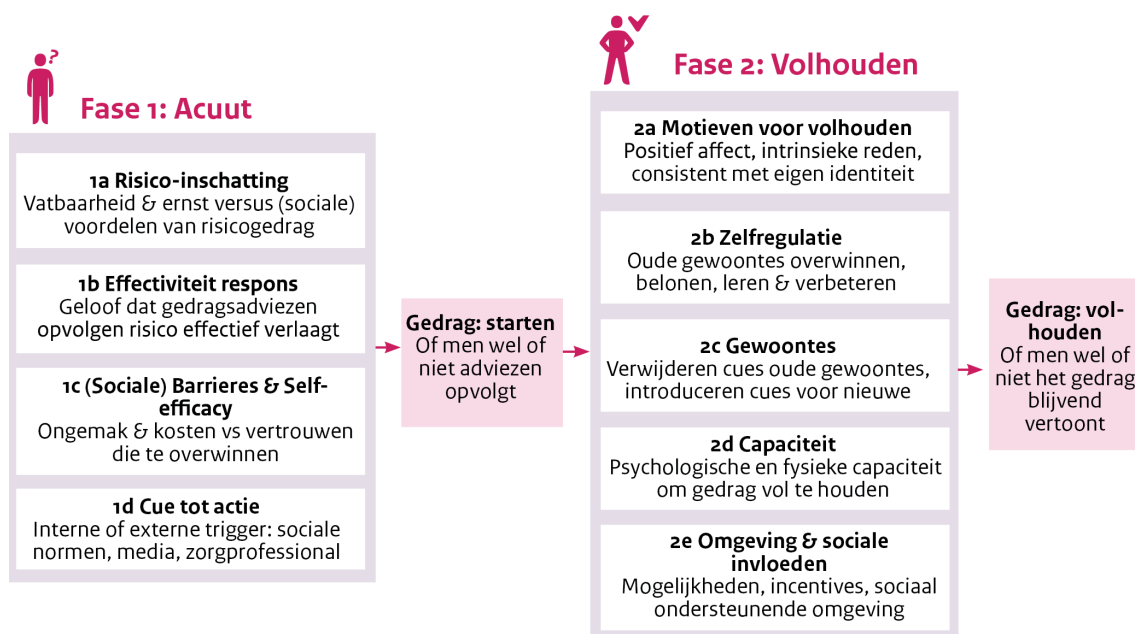 ?
Fase 1: Acuut
1a Risico-inschatting
Vatbaarheid & ernst versus (sociale)
voordelen van risicogedrag
1b Effectiviteit respons
Geloof dat gedragsadviezen
opvolgen risico effectief verlaagt
1c (Sociale) Barrieres & Self-
efficacy
Ongemak & kosten vs vertrouwen
die te overwinnen
1d Cue tot actie
Interne of externe trigger: sociale
normen, media, zorgprofessional
Gedrag: starten
Of men wel of
niet adviezen
opvolgt
Fase 2: Volhouden
2a Motieven voor volhouden
Positief affect, intrinsieke reden,
consistent met eigen identiteit
2b Zelfregulatie
Oude gewoontes overwinnen,
belonen, leren & verbeteren
2c Gewoontes
Verwijderen cues oude gewoontes,
introduceren cues voor nieuwe
2d Capaciteit
Psychologische en fysieke capaciteit
om gedrag vol te houden
2e Omgeving & sociale
invloeden
Mogelijkheden, incentives, sociaal
ondersteunende omgeving
Gedrag: vol-
houden
Of men wel of
niet het gedrag
blijvend
vertoont